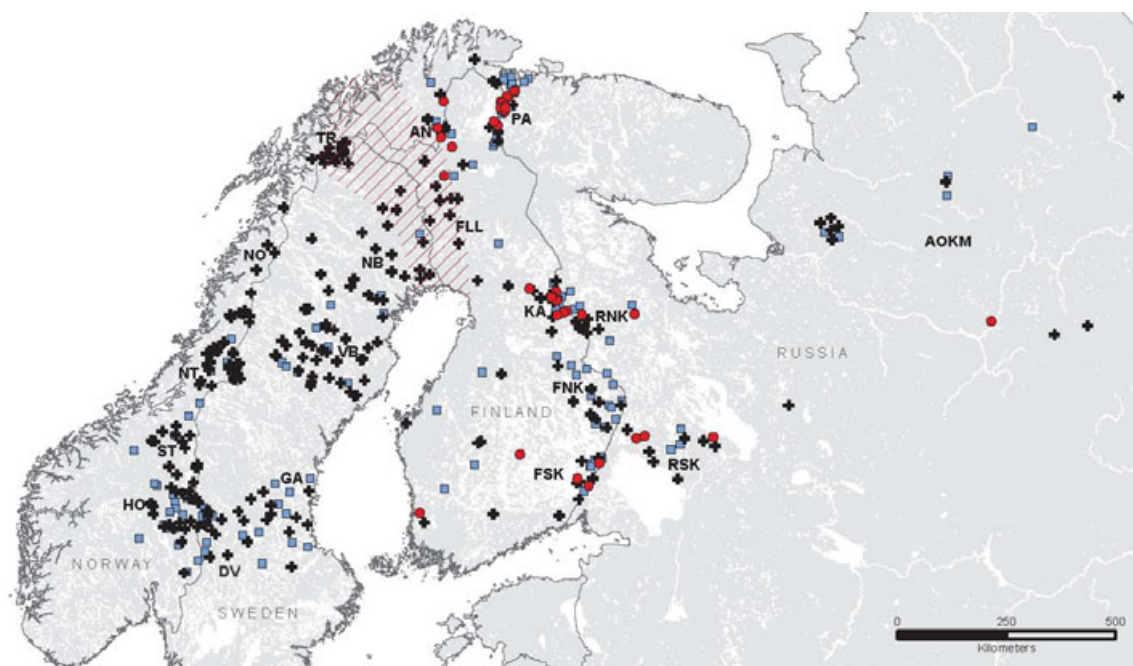 TR
AN
PA
FLL
NO
NB
AOKM
KA
RNK
NT
VB
RUSSIA
FNK
FINLAND
ST
GA
FSK
RSK
HO
NORWAY
DV
SWEDEN
0 250 500
Kilometers